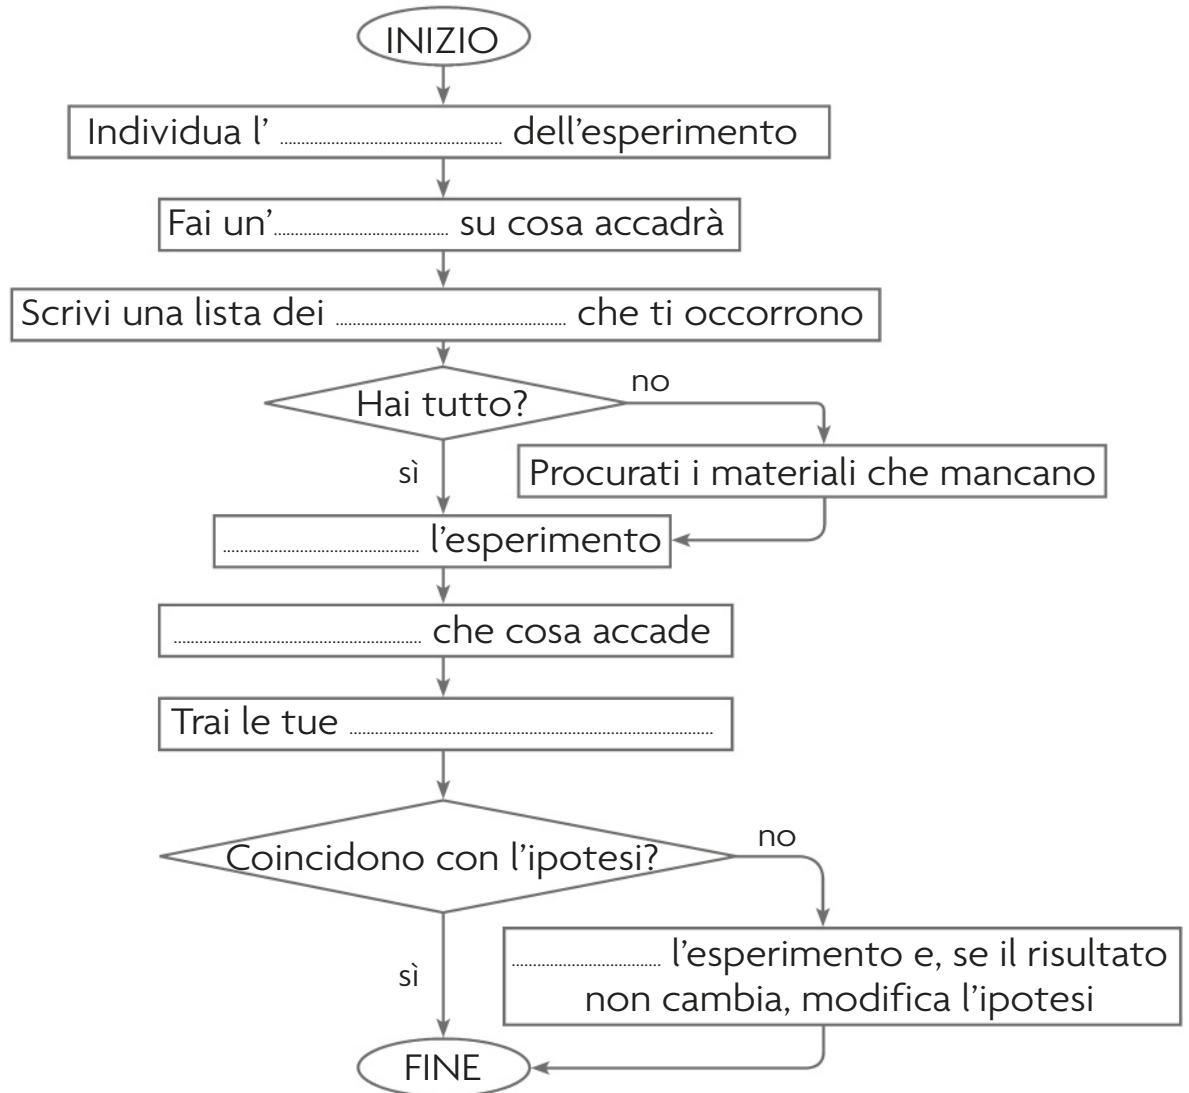 INIZIO
Individua l' ........................ dell'esperimento
Fai un'........................ su cosa accadrà
Scrivi una lista dei ........................ che ti occorrono
Hai tutto?
no
sì
Procurati i materiali che mancano
........................ l'esperimento
........................ che cosa accade
Trai le tue ........................
Coincidono con l'ipotesi?
no
sì
........................ l'esperimento e, se il risultato
non cambia, modifica l'ipotesi
FINE